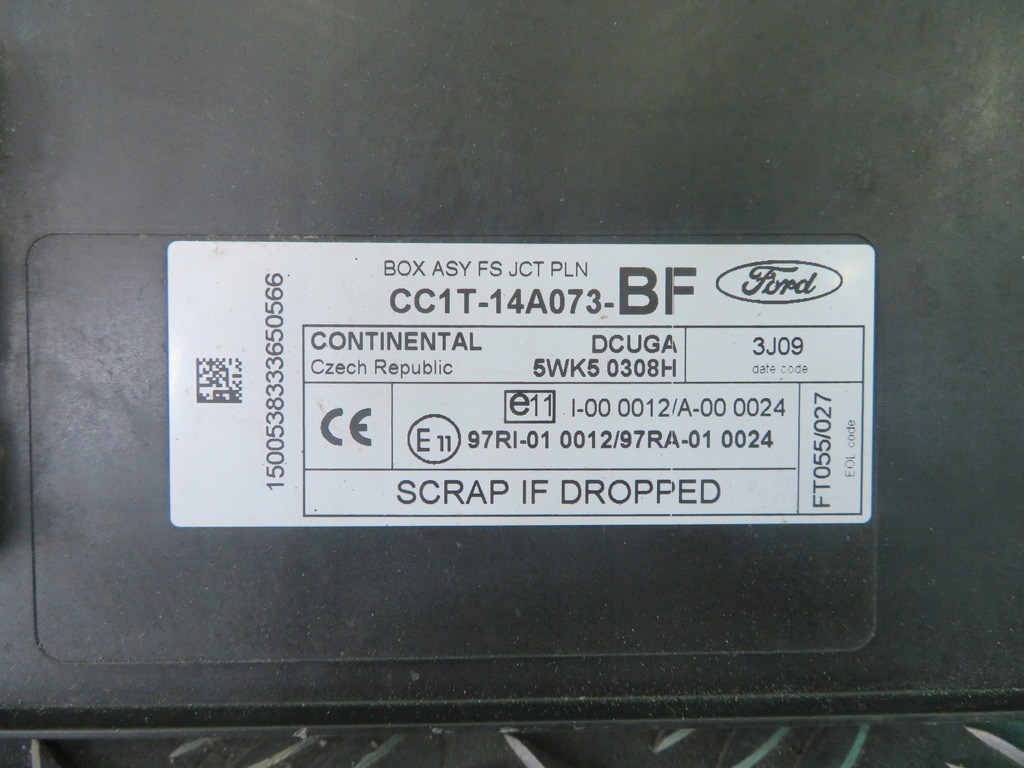 BOX ASY FS JCT PLN
CC1T-14A073-BF
Ford
150053833365​0566
CONTINENTAL DCUGA
Czech Republic 5WK5 0308H
3J09
date code
CE
e11 I-00 0012/A-00 0024
E11 97RI-01 0012/97RA-01 0024
SCRAP IF DROPPED
FT055/027
EOL code